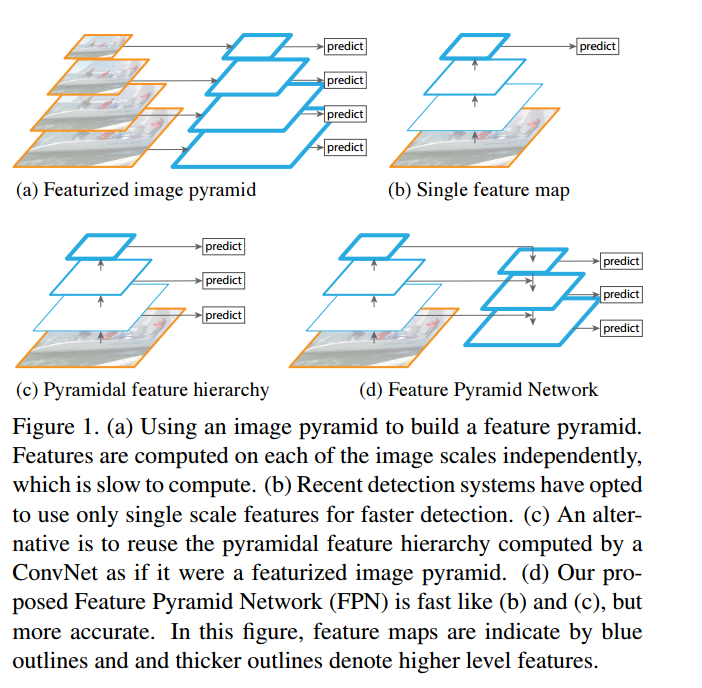 predict
predict
predict
predict
(a) Featurized image pyramid
predict
(b) Single feature map
predict
predict
predict
(c) Pyramidal feature hierarchy
predict
predict
predict
(d) Feature Pyramid Network
Figure 1. (a) Using an image pyramid to build a feature pyramid.
Features are computed on each of the image scales independently,
which is slow to compute. (b) Recent detection systems have opted
to use only single scale features for faster detection. (c) An alter-
native is to reuse the pyramidal feature hierarchy computed by a
ConvNet as if it were a featurized image pyramid. (d) Our pro-
posed Feature Pyramid Network (FPN) is fast like (b) and (c), but
more accurate. In this figure, feature maps are indicate by blue
outlines and and thicker outlines denote higher level features.